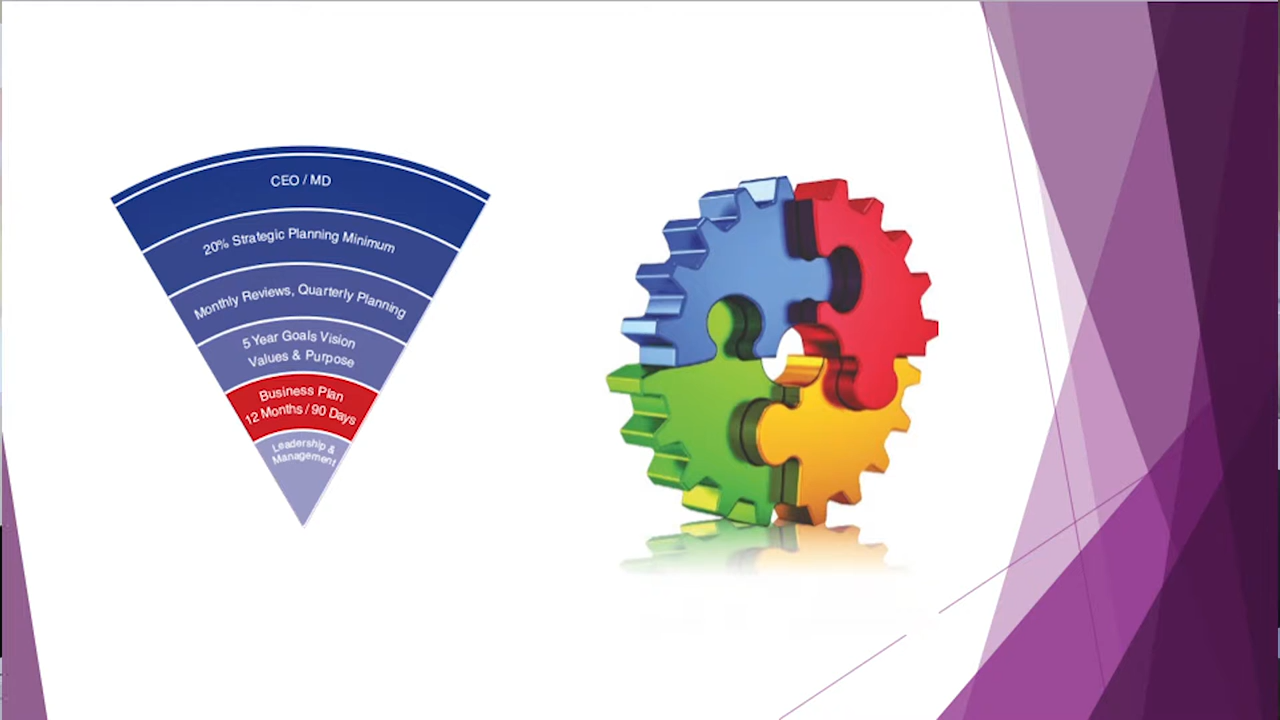 CEO / MD
20% Strategic Planning Minimum
Monthly Reviews, Quarterly Planning
5 Year Goals Vision
Values & Purpose
Business Plan
12 Months / 90 Days
Leadership &
Management